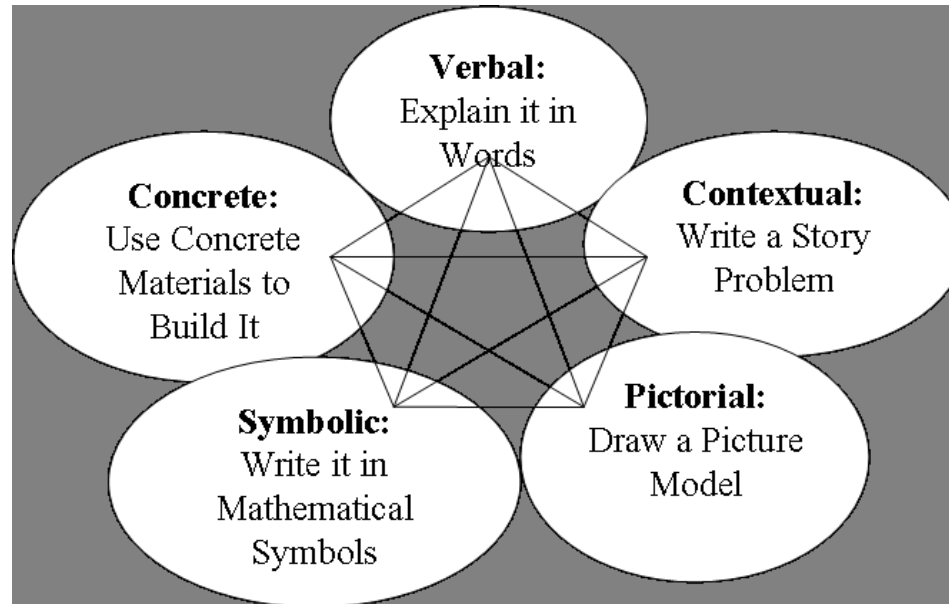 Verbal:
Explain it in
Words
Concrete:
Use Concrete
Materials to
Build It
Contextual:
Write a Story
Problem
Symbolic:
Write it in
Mathematical
Symbols
Pictorial:
Draw a Picture
Model